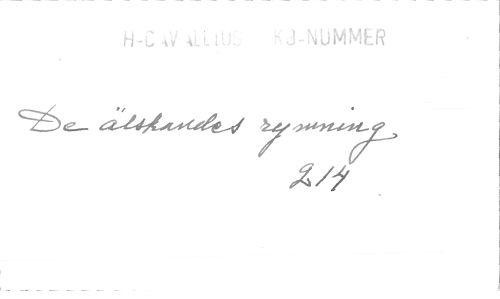 H-CAVALLIUS KB-NUMMER
De älskandes rymning
214